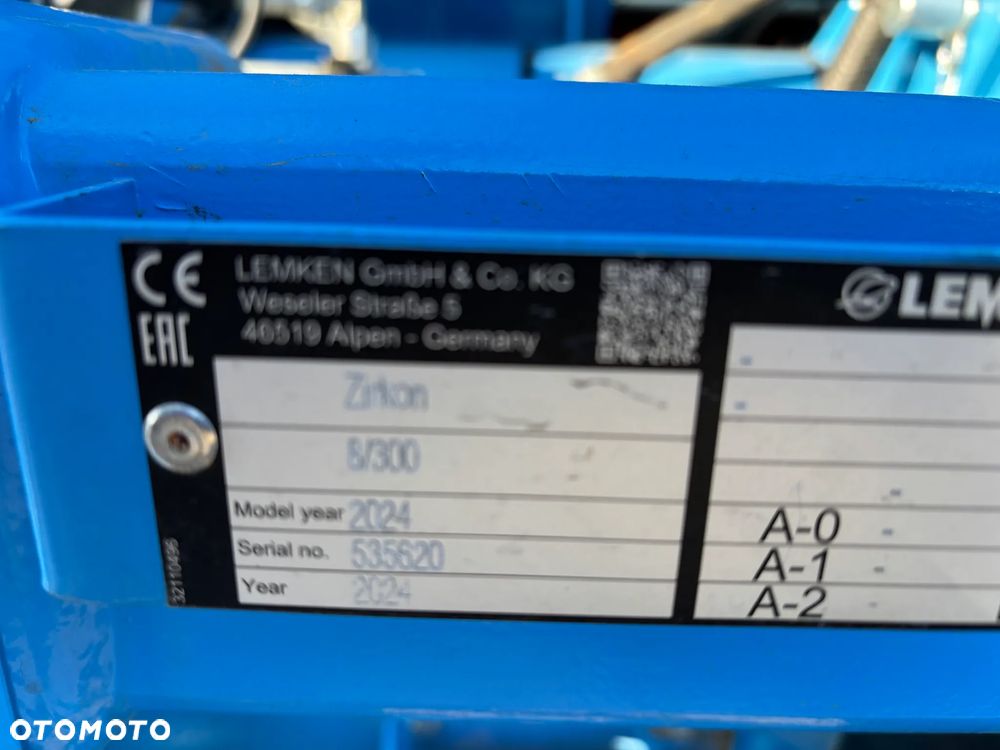 CE
EAC
LEMKEN GmbH & Co. KG
Weseler Straße 5
46519 Alpen - Germany
LEM
Zirkon
8/300
Model year 2024
Serial no. 535620
Year 2024
-
-
-
A-0 -
A-1 -
A-2 -
32110495
OTOMOTO